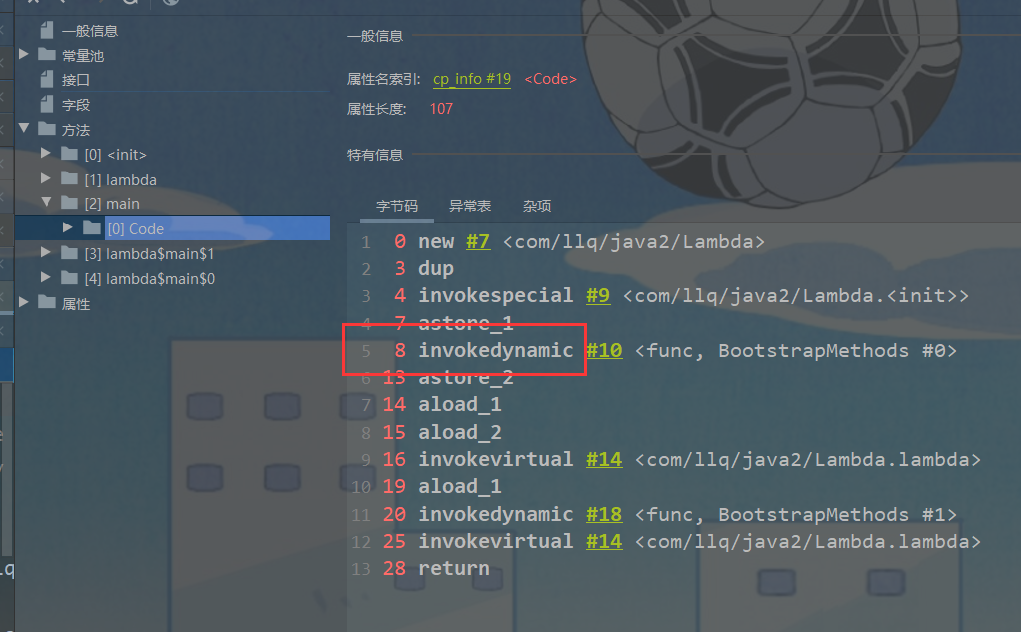 一般信息
常量池
接口
字段
方法
[0] <init>
[1] lambda
[2] main
[0] Code
[3] lambda$main$1
[4] lambda$main$0
属性
一般信息
属性名索引: cp_info #19 <Code>
属性长度: 107
特有信息
字节码 异常表 杂项
1 0 new #7 <com/llq/java2/Lambda>
2 3 dup
3 4 invokespecial #9 <com/llq/java2/Lambda.<init>>
4 7 astore_1
5 8 invokedynamic #10 <func, BootstrapMethods #0>
6 13 astore_2
7 14 aload_1
8 15 aload_2
9 16 invokevirtual #14 <com/llq/java2/Lambda.lambda>
10 19 aload_1
11 20 invokedynamic #18 <func, BootstrapMethods #1>
12 25 invokevirtual #14 <com/llq/java2/Lambda.lambda>
13 28 return